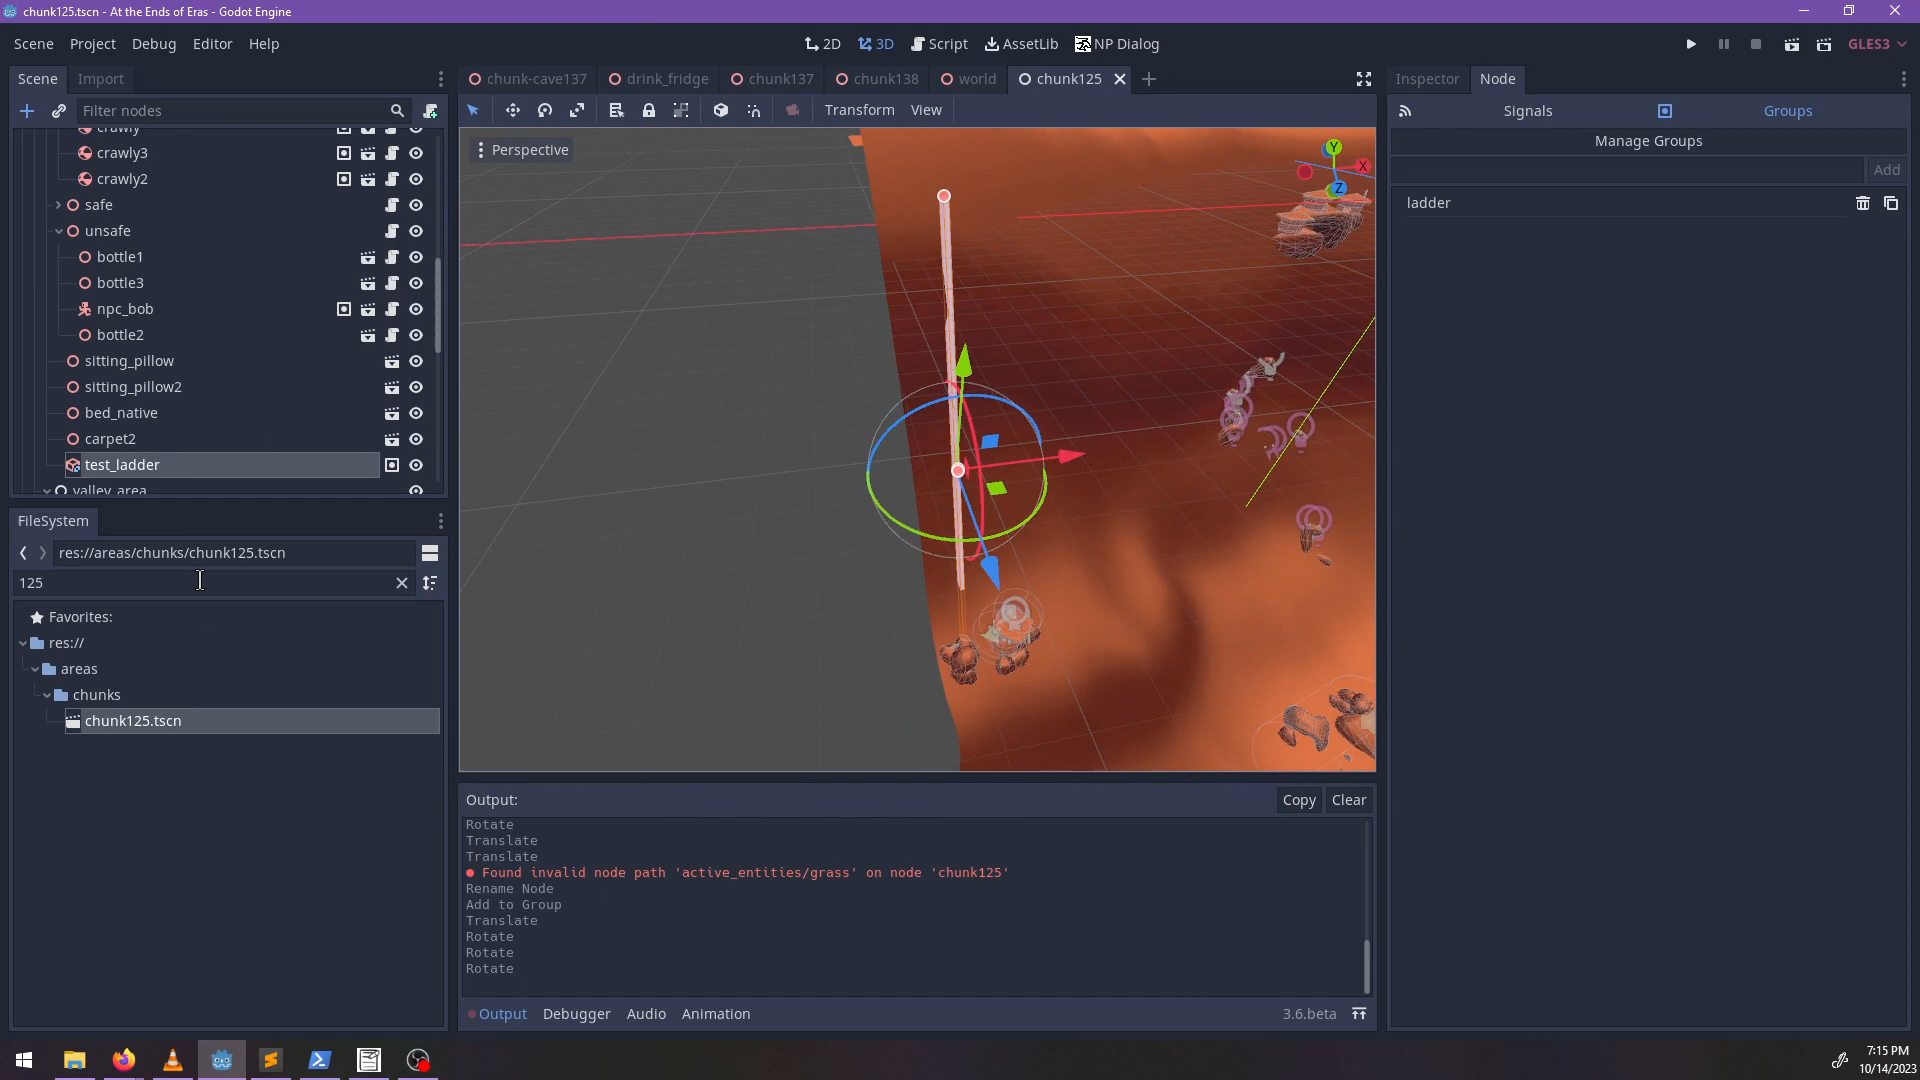 chunk125.tscn - At the Ends of Eras - Godot Engine
Scene Project Debug Editor Help
2D 3D Script AssetLib NP Dialog
GLES3
Scene Import
chunk-cave137 drink_fridge chunk137 chunk138 world chunk125
Inspector Node
Filter nodes
Transform View
Signals Groups
Manage Groups
Add
ladder
Perspective
Y
X
Z
crawly
crawly3
crawly2
safe
unsafe
bottle1
bottle3
npc_bob
bottle2
sitting_pillow
sitting_pillow2
bed_native
carpet2
test_ladder
valley_area
FileSystem
res://areas/chunks/chunk125.tscn
125
Favorites:
res://
areas
chunks
chunk125.tscn
Output:
Copy Clear
Rotate
Translate
Translate
Found invalid node path 'active_entities/grass' on node 'chunk125'
Rename Node
Add to Group
Translate
Rotate
Rotate
Rotate
Output Debugger Audio Animation
3.6.beta
7:15 PM
10/14/2023